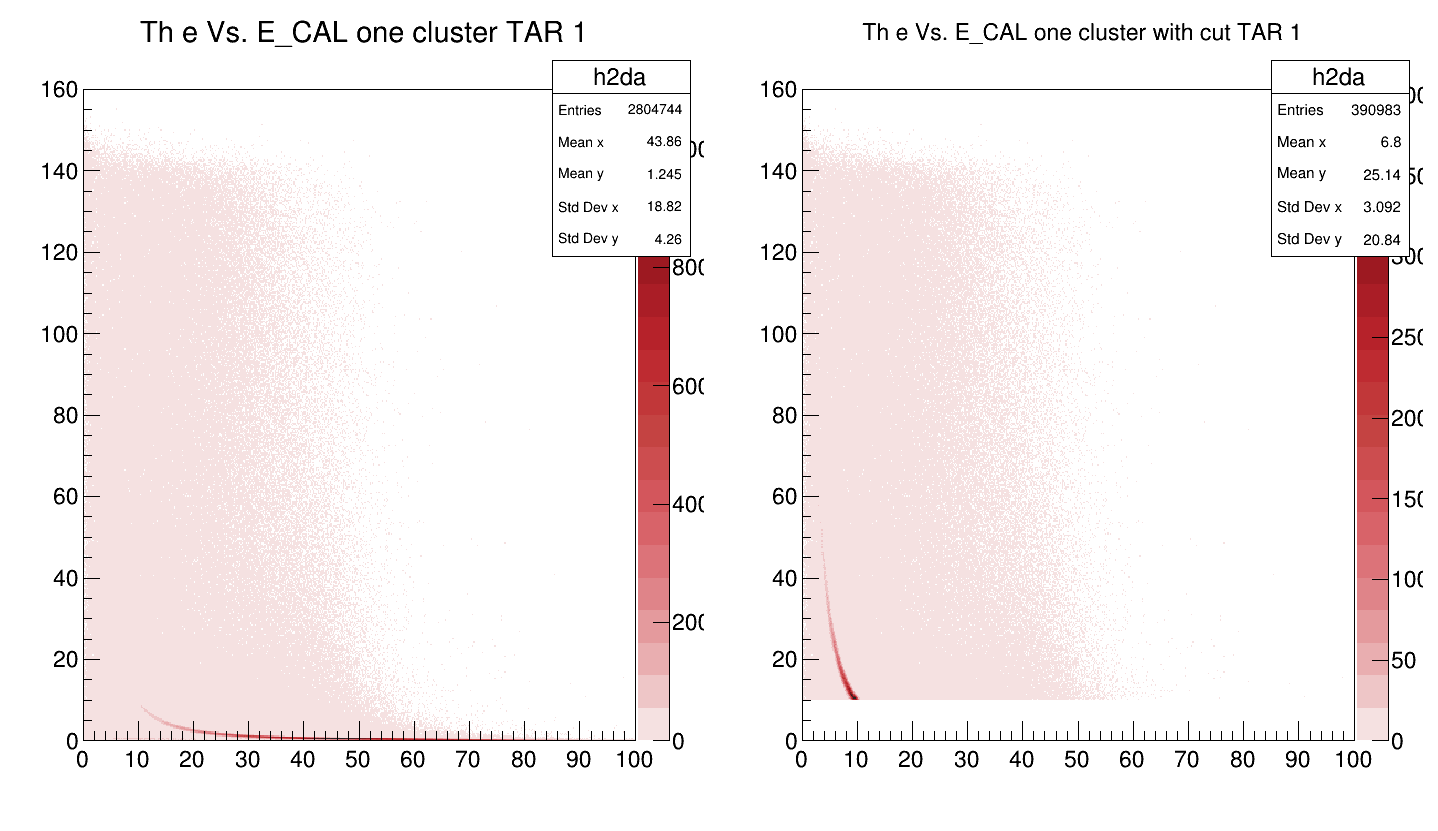 Th e Vs. E_CAL one cluster TAR 1
h2da
Entries 2804744
Mean x 43.86
Mean y 1.245
Std Dev x 18.82
Std Dev y 4.26
160
140
120
100
80
60
40
20
0
0 10 20 30 40 50 60 70 80 90 100
800
600
400
200
0
Th e Vs. E_CAL one cluster with cut TAR 1
h2da
Entries 390983
Mean x 6.8
Mean y 25.14
Std Dev x 3.092
Std Dev y 20.84
160
140
120
100
80
60
40
20
0
0 10 20 30 40 50 60 70 80 90 100
300
250
200
150
100
50
0